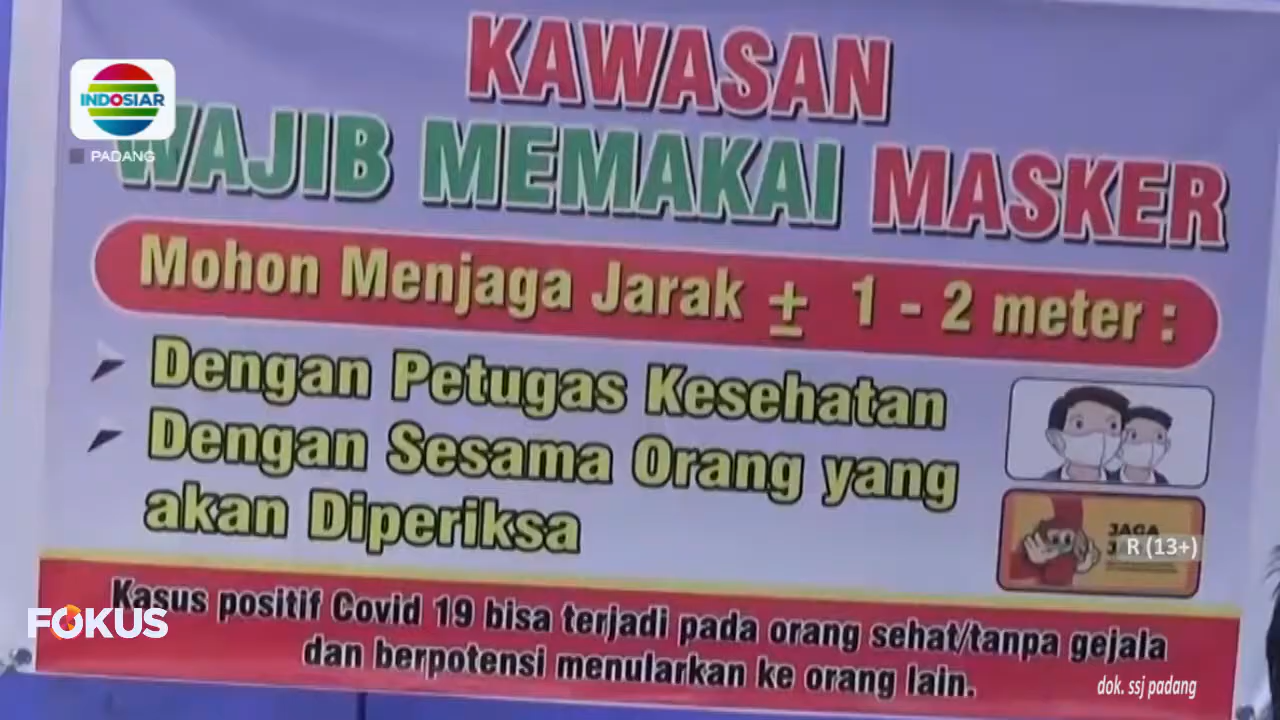 KAWASAN
INDOSIAR
PADANG
WAJIB MEMAKAI MASKER
Mohon Menjaga Jarak ± 1 - 2 meter :
Dengan Petugas Kesehatan
Dengan Sesama Orang yang
akan Diperiksa
JAGA
R (13+)
Kasus positif Covid 19 bisa terjadi pada orang sehat/tanpa gejala
FOKUS
dan berpotensi menularkan ke orang lain.
dok. ssj padang